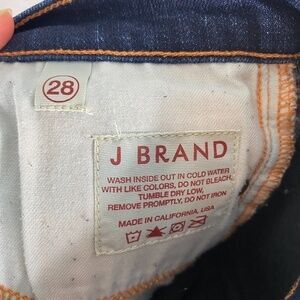 28
J BRAND
WASH INSIDE OUT IN COLD WATER
WITH LIKE COLORS, DO NOT BLEACH,
TUMBLE DRY LOW,
REMOVE PROMPTLY, DO NOT IRON
MADE IN CALIFORNIA, USA